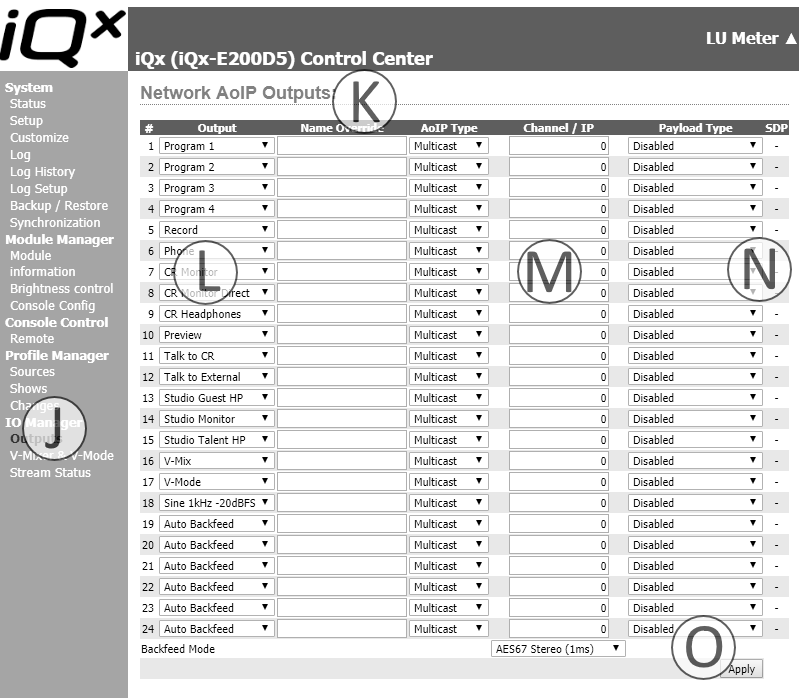 iQx
LU Meter ▲
iQx (iQx-E200D5) Control Center
System
Status
Setup
Customize
Log
Log History
Log Setup
Backup / Restore
Synchronization
Module Manager
Module
information
Brightness control
Console Config
Console Control
Remote
Profile Manager
Sources
Shows
Changes
IO Manager
Outputs
V-Mixer & V-Mode
Stream Status
J
Network AoIP Outputs:
K
# Output Name Override AoIP Type Channel / IP Payload Type SDP
1 Program 1 ▼ Multicast ▼ 0 Disabled ▼ -
2 Program 2 ▼ Multicast ▼ 0 Disabled ▼ -
3 Program 3 ▼ Multicast ▼ 0 Disabled ▼ -
4 Program 4 ▼ Multicast ▼ 0 Disabled ▼ -
5 Record ▼ Multicast ▼ 0 Disabled ▼ -
6 Phone ▼ Multicast ▼ 0 Disabled ▼ -
7 CR Monitor ▼ Multicast ▼ 0 Disabled ▼ -
L M N
8 CR Monitor Direct ▼ Multicast ▼ 0 Disabled ▼ -
9 CR Headphones ▼ Multicast ▼ 0 Disabled ▼ -
10 Preview ▼ Multicast ▼ 0 Disabled ▼ -
11 Talk to CR ▼ Multicast ▼ 0 Disabled ▼ -
12 Talk to External ▼ Multicast ▼ 0 Disabled ▼ -
13 Studio Guest HP ▼ Multicast ▼ 0 Disabled ▼ -
14 Studio Monitor ▼ Multicast ▼ 0 Disabled ▼ -
15 Studio Talent HP ▼ Multicast ▼ 0 Disabled ▼ -
16 V-Mix ▼ Multicast ▼ 0 Disabled ▼ -
17 V-Mode ▼ Multicast ▼ 0 Disabled ▼ -
18 Sine 1kHz -20dBFS ▼ Multicast ▼ 0 Disabled ▼ -
19 Auto Backfeed ▼ Multicast ▼ 0 Disabled ▼ -
20 Auto Backfeed ▼ Multicast ▼ 0 Disabled ▼ -
21 Auto Backfeed ▼ Multicast ▼ 0 Disabled ▼ -
22 Auto Backfeed ▼ Multicast ▼ 0 Disabled ▼ -
23 Auto Backfeed ▼ Multicast ▼ 0 Disabled ▼ -
24 Auto Backfeed ▼ Multicast ▼ 0 Disabled ▼ -
Backfeed Mode AES67 Stereo (1ms) ▼
O
Apply